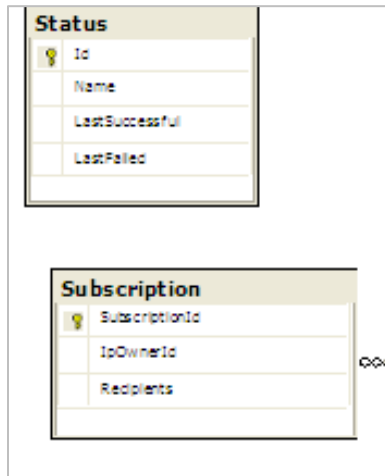 Status
Id
Name
LastSuccessful
LastFailed
Subscription
SubscriptionId
IpOwnerId
Recipients